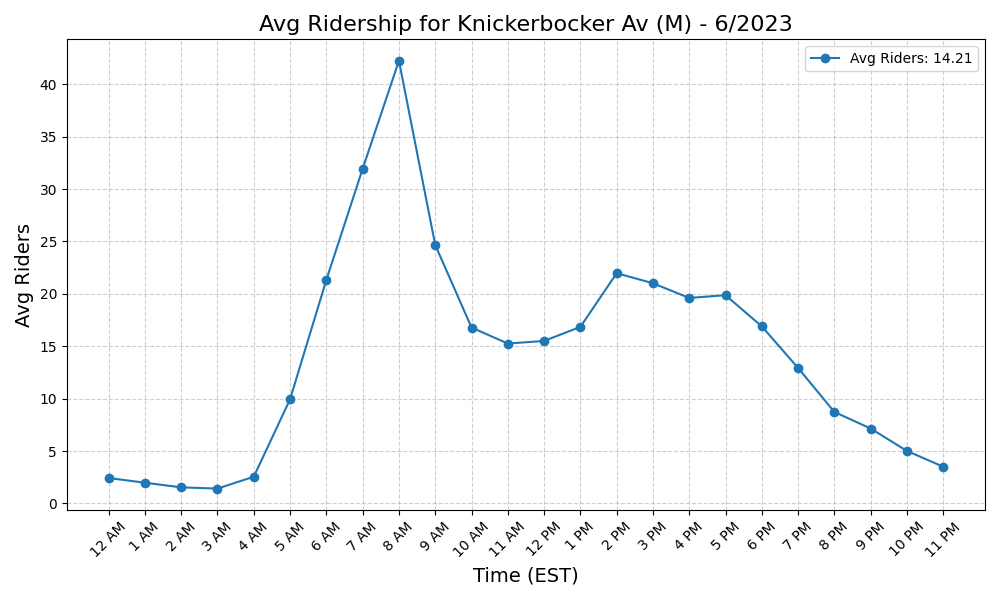 Avg Ridership for Knickerbocker Av (M) - 6/2023
Avg Riders: 14.21
Avg Riders
40
35
30
25
20
15
10
5
0
12 AM
1 AM
2 AM
3 AM
4 AM
5 AM
6 AM
7 AM
8 AM
9 AM
10 AM
11 AM
12 PM
1 PM
2 PM
3 PM
4 PM
5 PM
6 PM
7 PM
8 PM
9 PM
10 PM
11 PM
Time (EST)